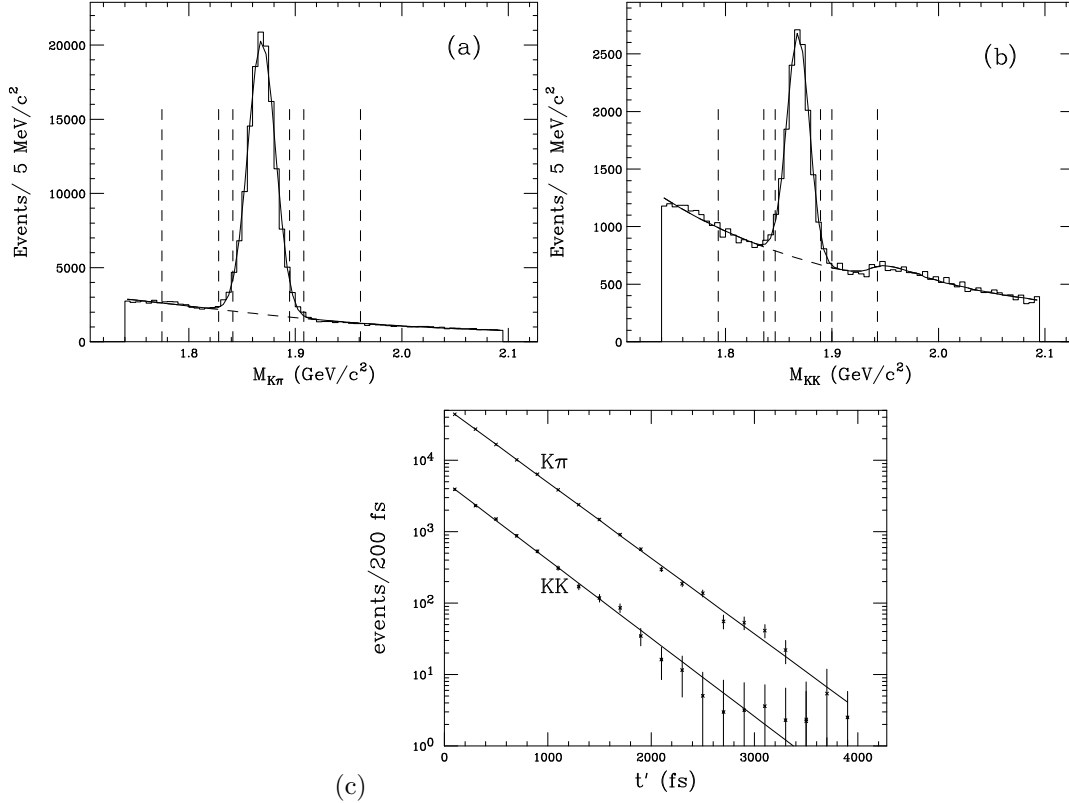 (a)
Events/ 5 MeV/c²
20000
15000
10000
5000
0
1.8
1.9
2.0
2.1
M_Kπ (GeV/c²)
(b)
Events/ 5 MeV/c²
2500
2000
1500
1000
500
0
1.8
1.9
2.0
2.1
M_KK (GeV/c²)
events/200 fs
10⁴
10³
10²
10¹
10⁰
Kπ
KK
0
1000
2000
3000
4000
t′ (fs)
(c)